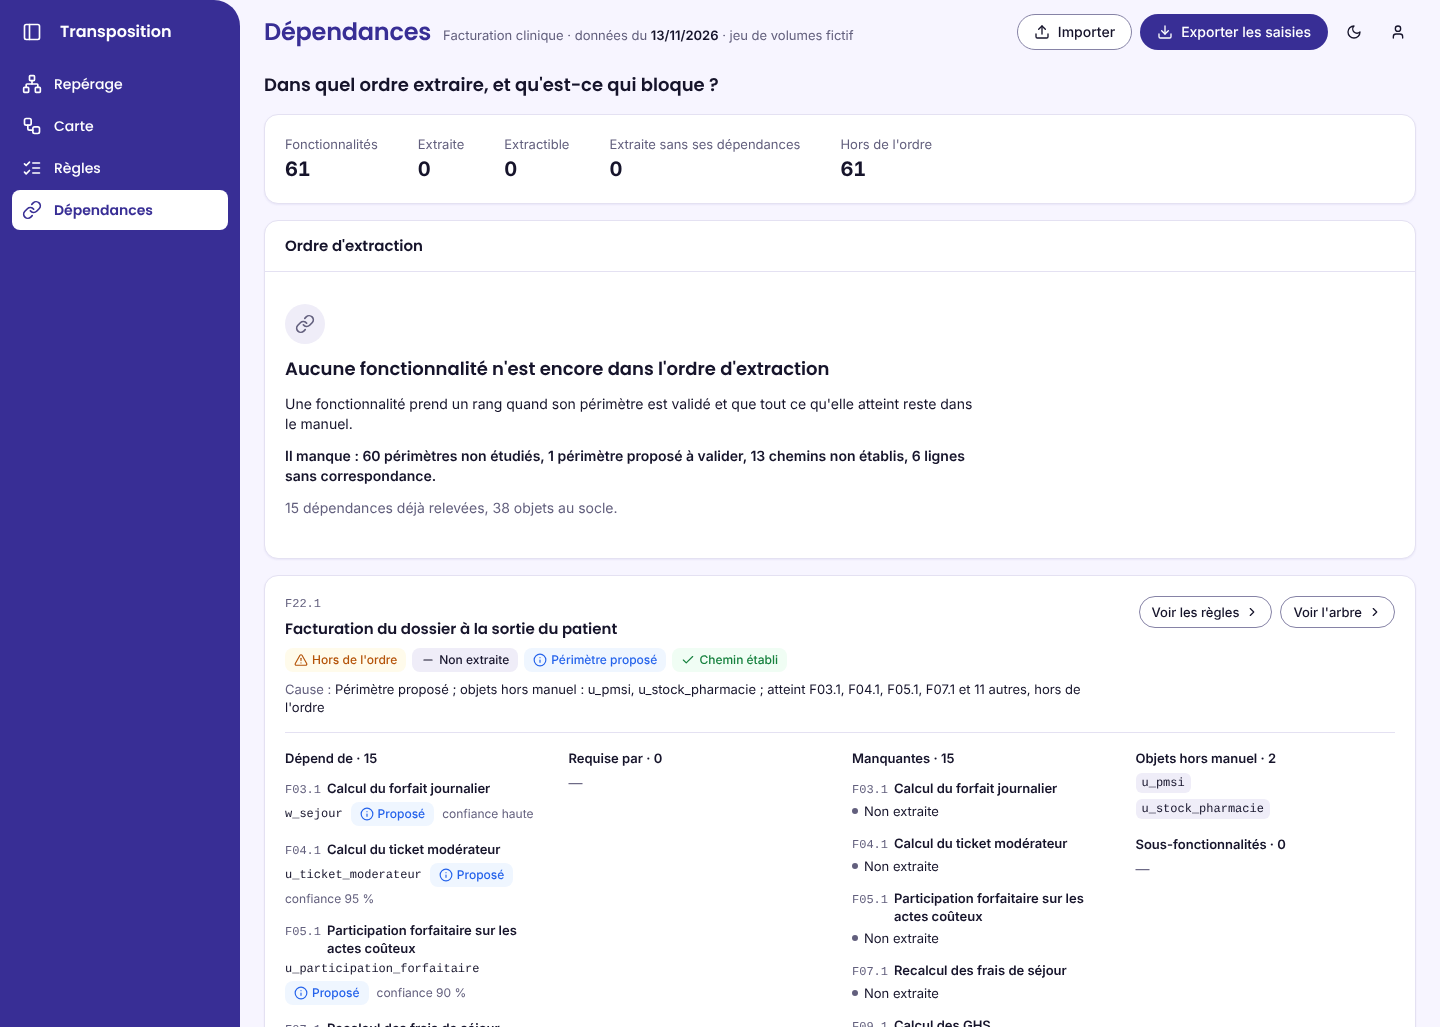 Transposition
Repérage
Carte
Règles
Dépendances
Dépendances Facturation clinique · données du 13/11/2026 · jeu de volumes fictif
Importer
Exporter les saisies
Dans quel ordre extraire, et qu'est-ce qui bloque ?
Fonctionnalités
61
Extraite
0
Extractible
0
Extraite sans ses dépendances
0
Hors de l'ordre
61
Ordre d'extraction
Aucune fonctionnalité n'est encore dans l'ordre d'extraction
Une fonctionnalité prend un rang quand son périmètre est validé et que tout ce qu'elle atteint reste dans
le manuel.
Il manque : 60 périmètres non étudiés, 1 périmètre proposé à valider, 13 chemins non établis, 6 lignes
sans correspondance.
15 dépendances déjà relevées, 38 objets au socle.
F22.1
Facturation du dossier à la sortie du patient
Voir les règles
Voir l'arbre
Hors de l'ordre
Non extraite
Périmètre proposé
Chemin établi
Cause : Périmètre proposé ; objets hors manuel : u_pmsi, u_stock_pharmacie ; atteint F03.1, F04.1, F05.1, F07.1 et 11 autres, hors de
l'ordre
Dépend de · 15
F03.1 Calcul du forfait journalier
w_sejour Proposé confiance haute
F04.1 Calcul du ticket modérateur
u_ticket_moderateur Proposé
confiance 95 %
F05.1 Participation forfaitaire sur les
actes coûteux
u_participation_forfaitaire
Proposé confiance 90 %
F07.1 Recalcul des frais de séjour
Requise par · 0
—
Manquantes · 15
F03.1 Calcul du forfait journalier
Non extraite
F04.1 Calcul du ticket modérateur
Non extraite
F05.1 Participation forfaitaire sur les
actes coûteux
Non extraite
F07.1 Recalcul des frais de séjour
Non extraite
F09.1 Calcul des GHS
Objets hors manuel · 2
u_pmsi
u_stock_pharmacie
Sous-fonctionnalités · 0
—